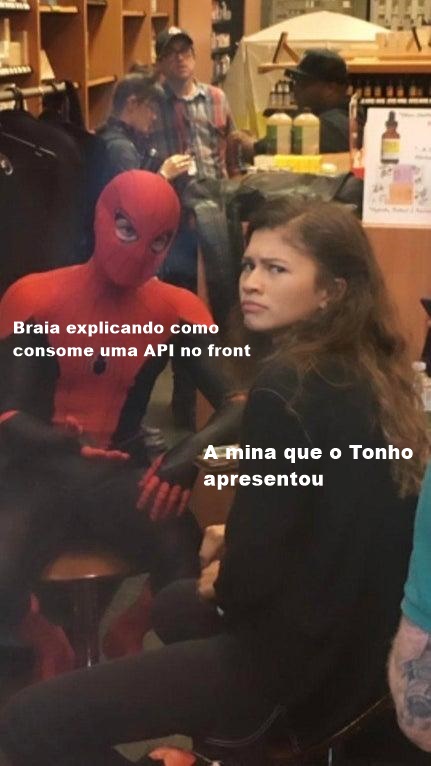 Braia explicando como
consome uma API no front
A mina que o Tonho
apresentou